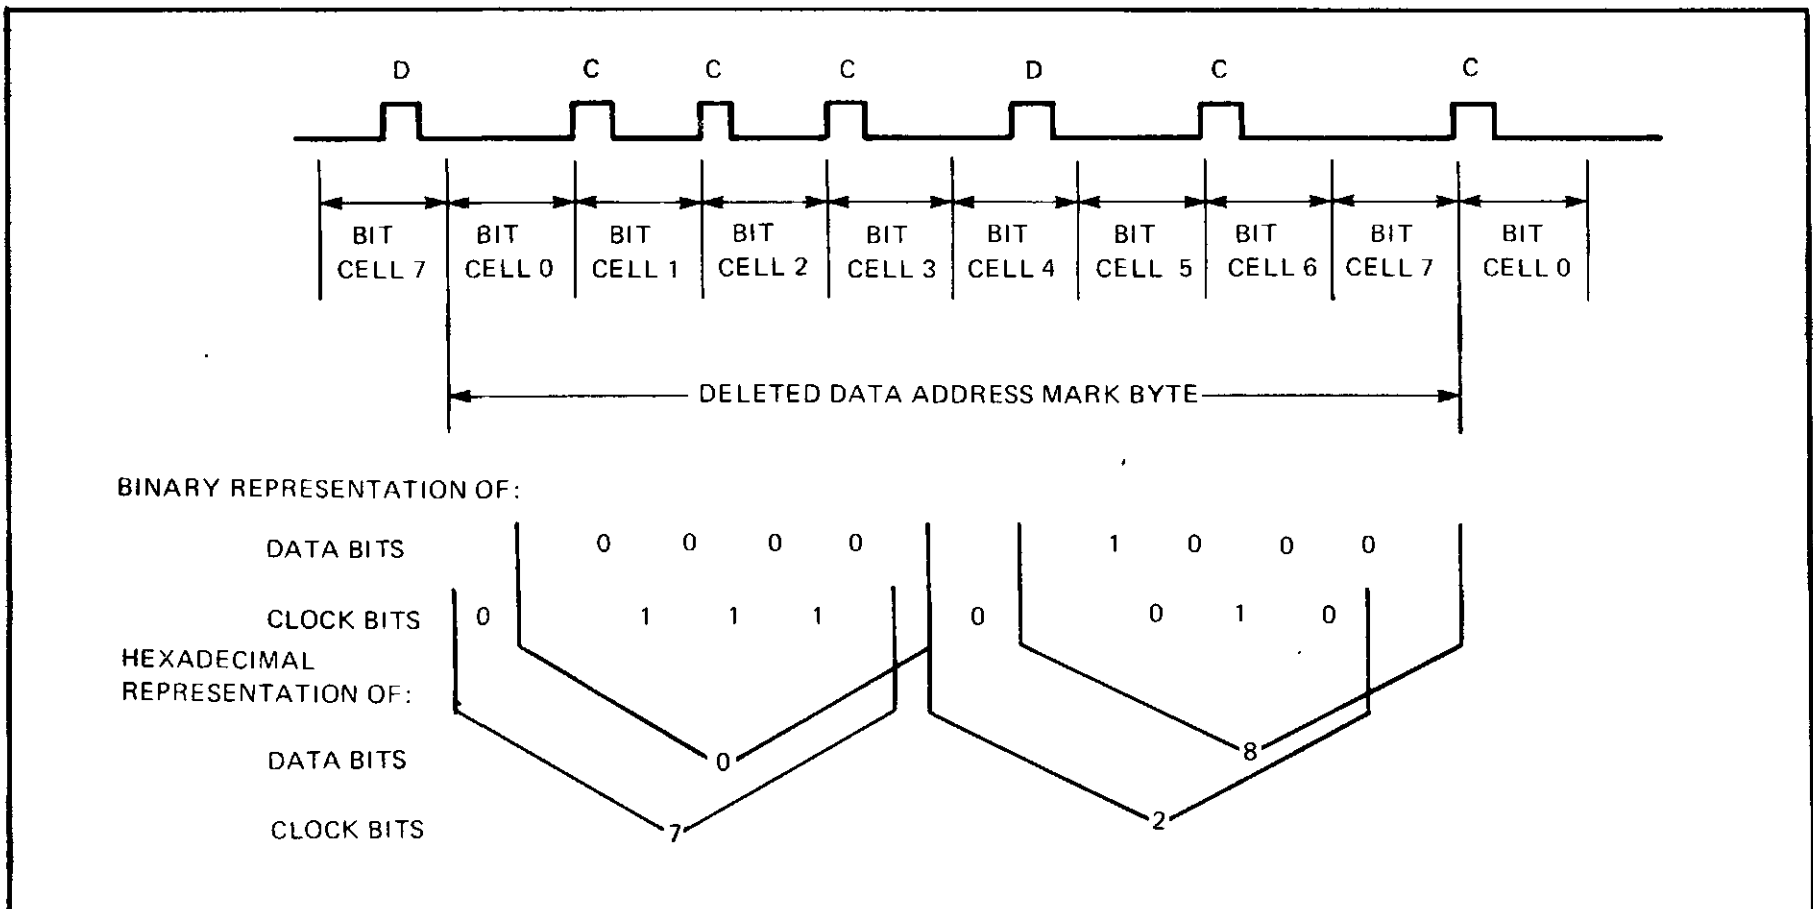 D C C C D C C
BIT BIT BIT BIT BIT BIT BIT BIT BIT BIT
CELL 7 CELL 0 CELL 1 CELL 2 CELL 3 CELL 4 CELL 5 CELL 6 CELL 7 CELL 0
DELETED DATA ADDRESS MARK BYTE
BINARY REPRESENTATION OF:
DATA BITS 0 0 0 0 1 0 0 0
CLOCK BITS 0 1 1 1 0 0 1 0
HEXADECIMAL
REPRESENTATION OF:
DATA BITS 0 8
CLOCK BITS 7 2